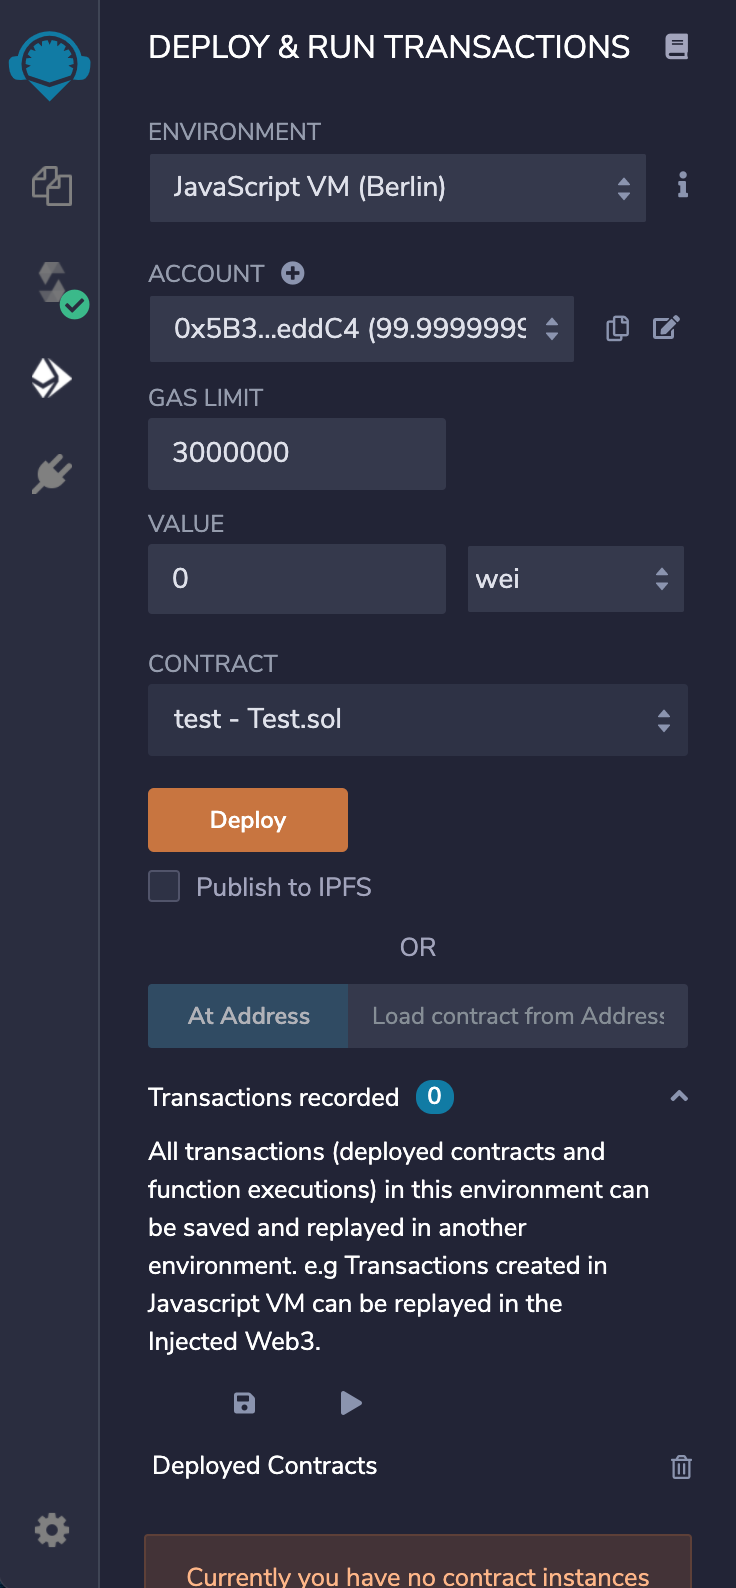 DEPLOY & RUN TRANSACTIONS
ENVIRONMENT
JavaScript VM (Berlin)
ACCOUNT
0x5B3...eddC4 (99.9999999
GAS LIMIT
3000000
VALUE
0
wei
CONTRACT
test - Test.sol
Deploy
Publish to IPFS
OR
At Address
Load contract from Address
Transactions recorded 0
All transactions (deployed contracts and
function executions) in this environment can
be saved and replayed in another
environment. e.g Transactions created in
Javascript VM can be replayed in the
Injected Web3.
Deployed Contracts
Currently you have no contract instances